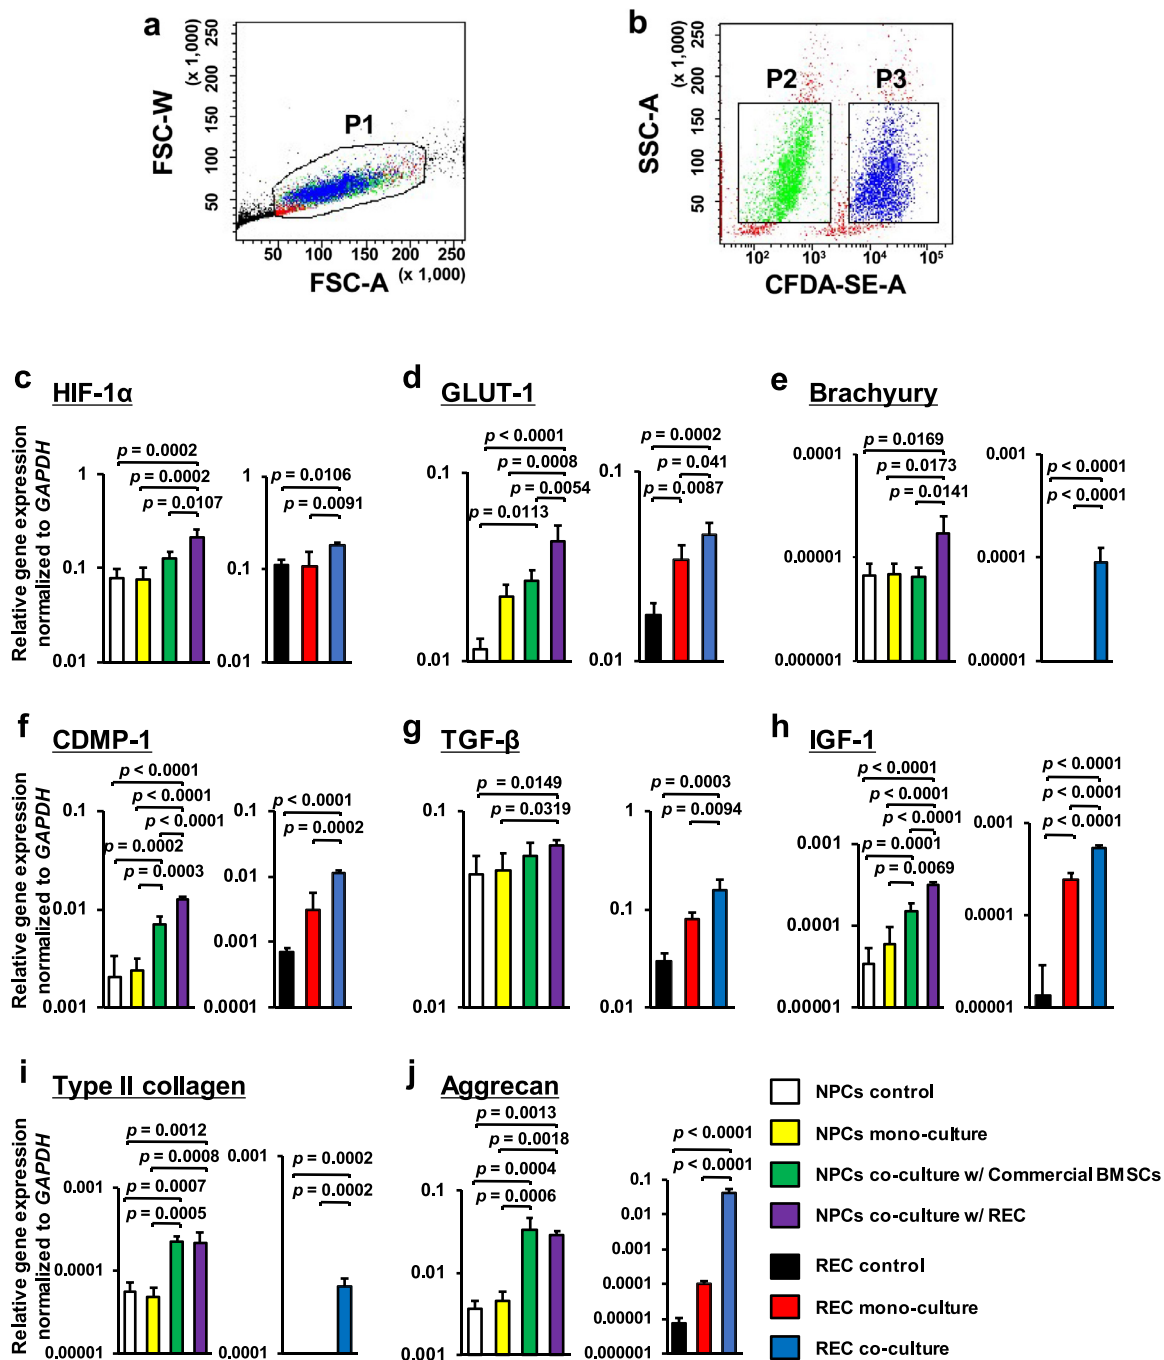 a
FSC-W
(x 1,000)
250
200
150
100
50
P1
50 100 150 200 250
FSC-A (x 1,000)
b
SSC-A
(x 1,000)
250
200
150
100
50
P2 P3
10² 10³ 10⁴ 10⁵
CFDA-SE-A
c HIF-1α
Relative gene expression
normalized to GAPDH
p = 0.0002
p = 0.0002
p = 0.0107
1
0.1
0.01
p = 0.0106
p = 0.0091
1
0.1
0.01
d GLUT-1
p < 0.0001
p = 0.0008
p = 0.0054
p = 0.0113
0.1
0.01
p = 0.0002
p = 0.041
p = 0.0087
0.1
0.01
e Brachyury
p = 0.0169
p = 0.0173
p = 0.0141
0.0001
0.00001
0.000001
p < 0.0001
p < 0.0001
0.001
0.0001
0.00001
f CDMP-1
Relative gene expression
normalized to GAPDH
p < 0.0001
p <0.0001
p <0.0001
p = 0.0002
p = 0.0003
0.1
0.01
0.001
p < 0.0001
p = 0.0002
0.1
0.01
0.001
0.0001
g TGF-β
p = 0.0149
p = 0.0319
0.1
0.01
p = 0.0003
p = 0.0094
1
0.1
0.01
h IGF-1
p <0.0001
p <0.0001
p <0.0001
p = 0.0001
p = 0.0069
0.001
0.0001
0.00001
p < 0.0001
p < 0.0001
p < 0.0001
0.001
0.0001
0.00001
i Type II collagen
Relative gene expression
normalized to GAPDH
p = 0.0012
p = 0.0008
p = 0.0007
p = 0.0005
0.001
0.0001
0.00001
p = 0.0002
p = 0.0002
0.001
0.0001
j Aggrecan
p = 0.0013
p = 0.0018
p = 0.0004
p = 0.0006
0.1
0.01
0.001
p < 0.0001
p < 0.0001
0.1
0.01
0.001
0.0001
0.00001
0.000001
NPCs control
NPCs mono-culture
NPCs co-culture w/ Commercial BMSCs
NPCs co-culture w/ REC
REC control
REC mono-culture
REC co-culture